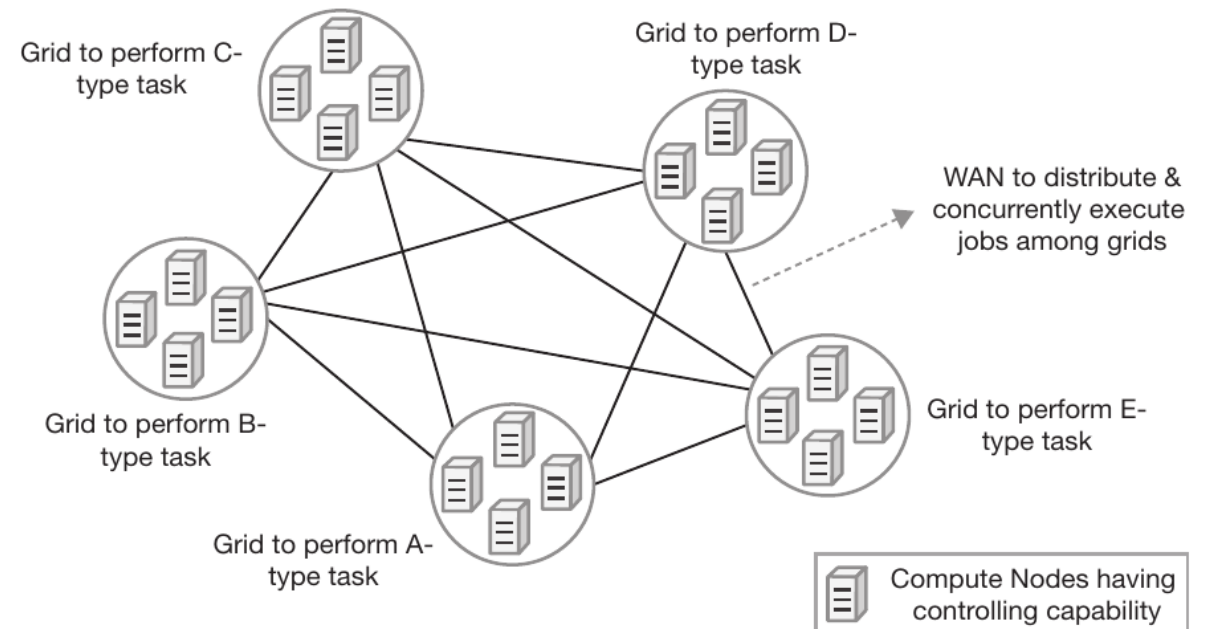 Grid to perform C-
type task
Grid to perform D-
type task
WAN to distribute &
concurrently execute
jobs among grids
Grid to perform B-
type task
Grid to perform E-
type task
Grid to perform A-
type task
Compute Nodes having
controlling capability